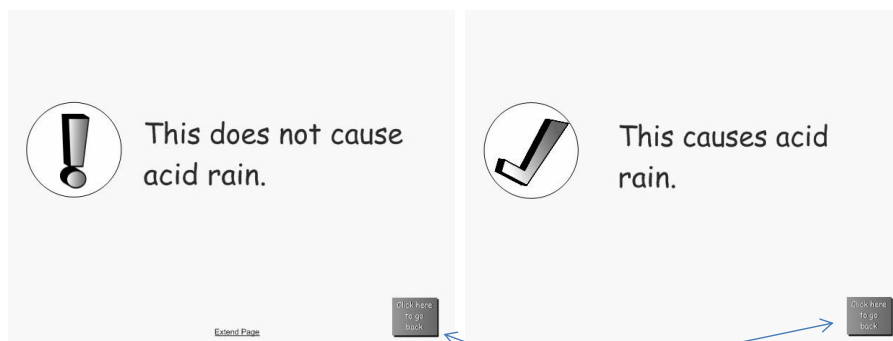 This does not cause
acid rain.
Click here
to go
back
Extend Page
This causes acid
rain.
Click here
to go
back